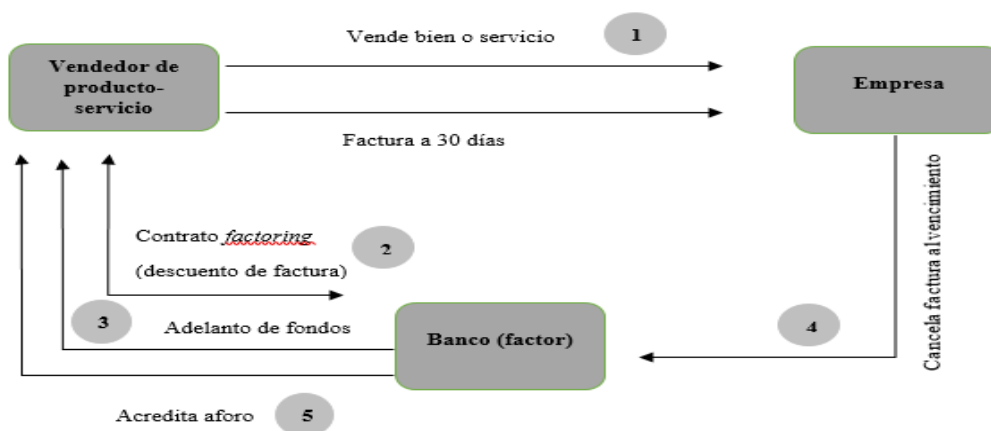 Vende bien o servicio
1
Vendedor de
producto-
servicio
Empresa
Factura a 30 días
Cancela factura al vencimiento
Contrato factoring
(descuento de factura)
2
3
Adelanto de fondos
Banco (factor)
4
Acredita aforo
5